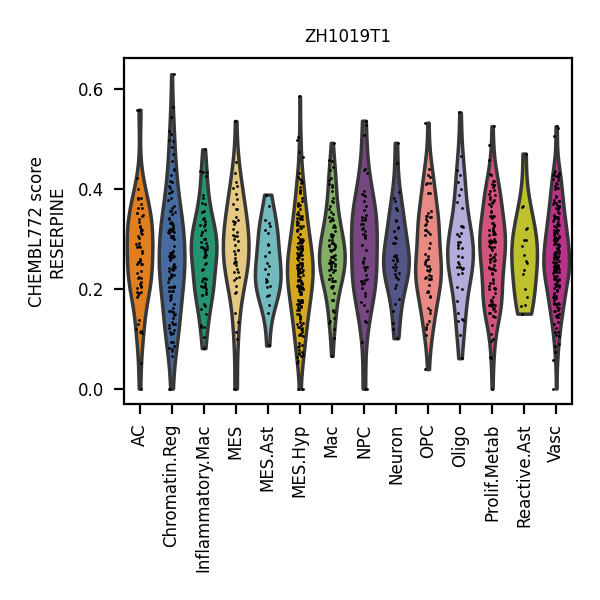 ZH1019T1
CHEMBL772 score
RESERPINE
0.6
0.4
0.2
0.0
AC
Chromatin.Reg
Inflammatory.Mac
MES
MES.Ast
MES.Hyp
Mac
NPC
Neuron
OPC
Oligo
Prolif.Metab
Reactive.Ast
Vasc